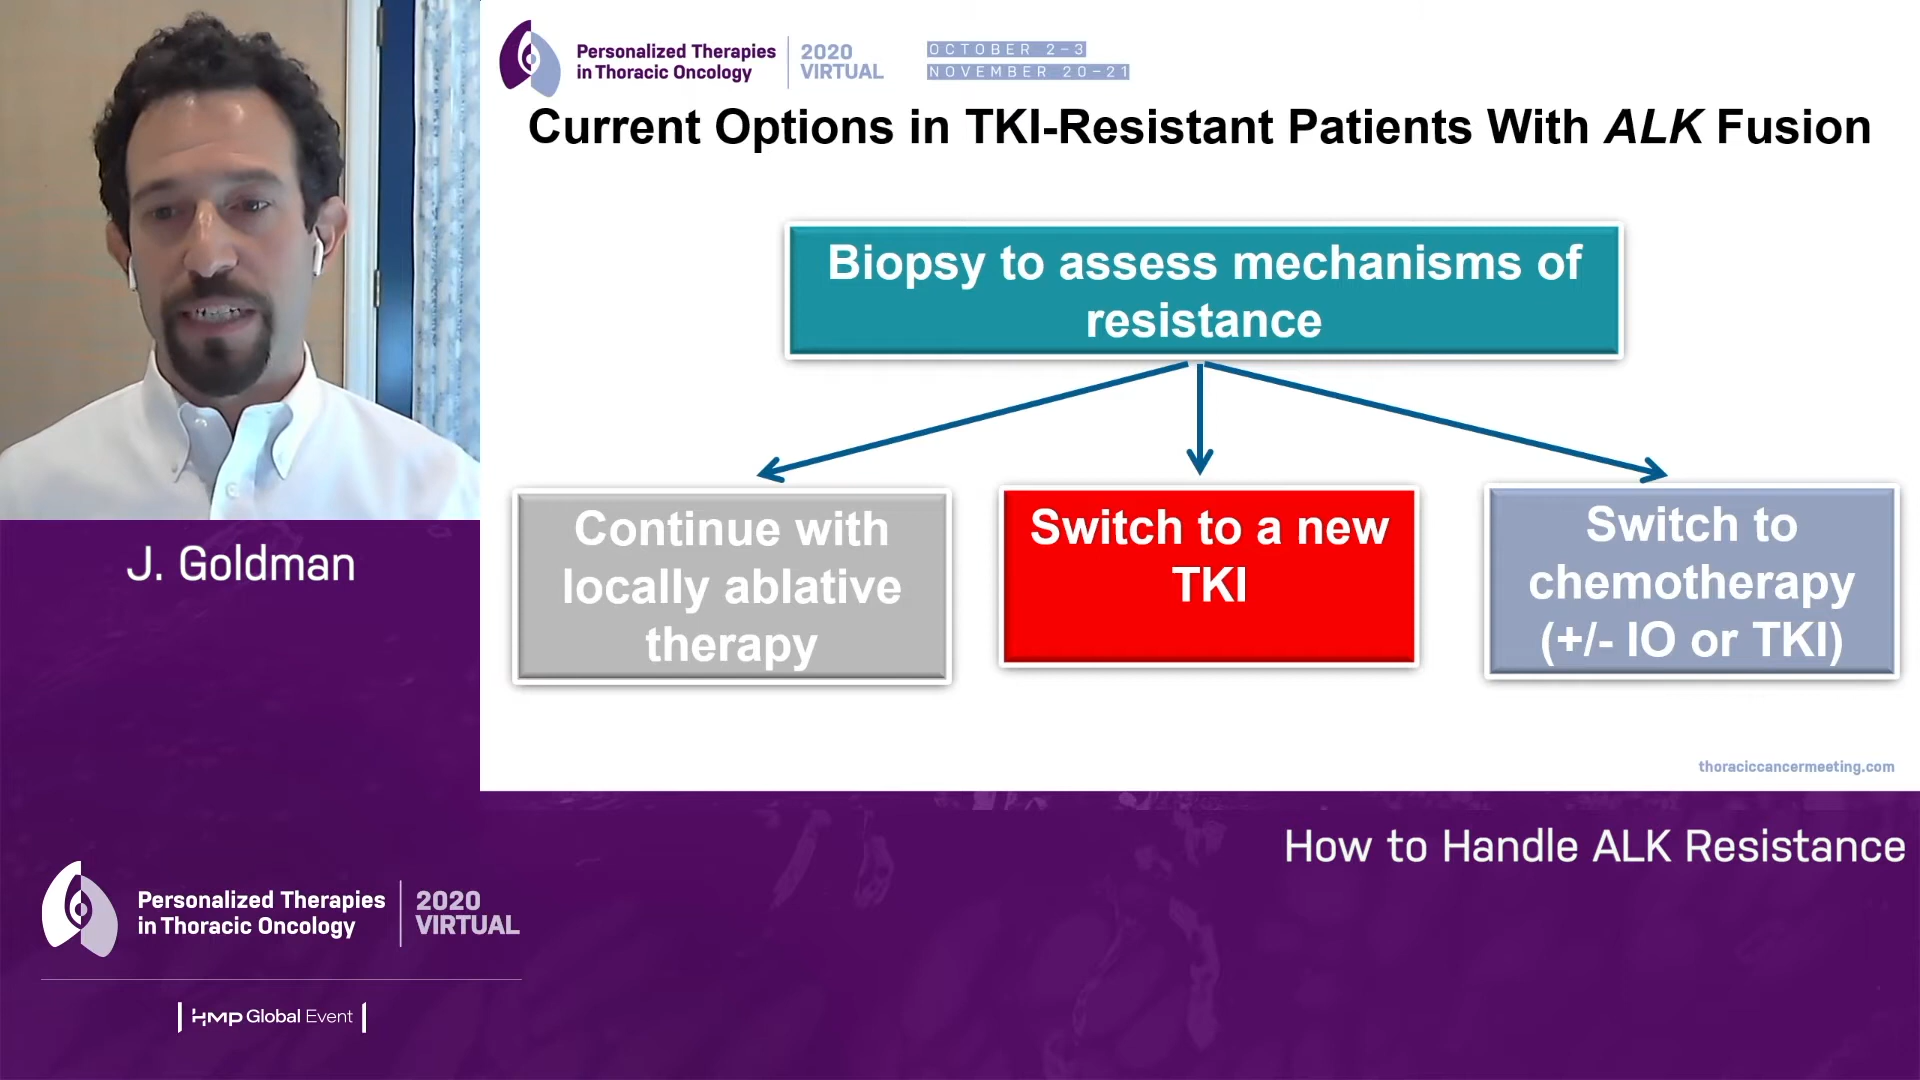 Personalized Therapies
in Thoracic Oncology
2020
VIRTUAL
OCTOBER 2-3
NOVEMBER 20-21
Current Options in TKI-Resistant Patients With ALK Fusion
Biopsy to assess mechanisms of
resistance
Continue with
locally ablative
therapy
Switch to a new
TKI
Switch to
chemotherapy
(+/- IO or TKI)
thoraciccancermeeting.com
J. Goldman
How to Handle ALK Resistance
Personalized Therapies
in Thoracic Oncology
2020
VIRTUAL
HMP Global Event